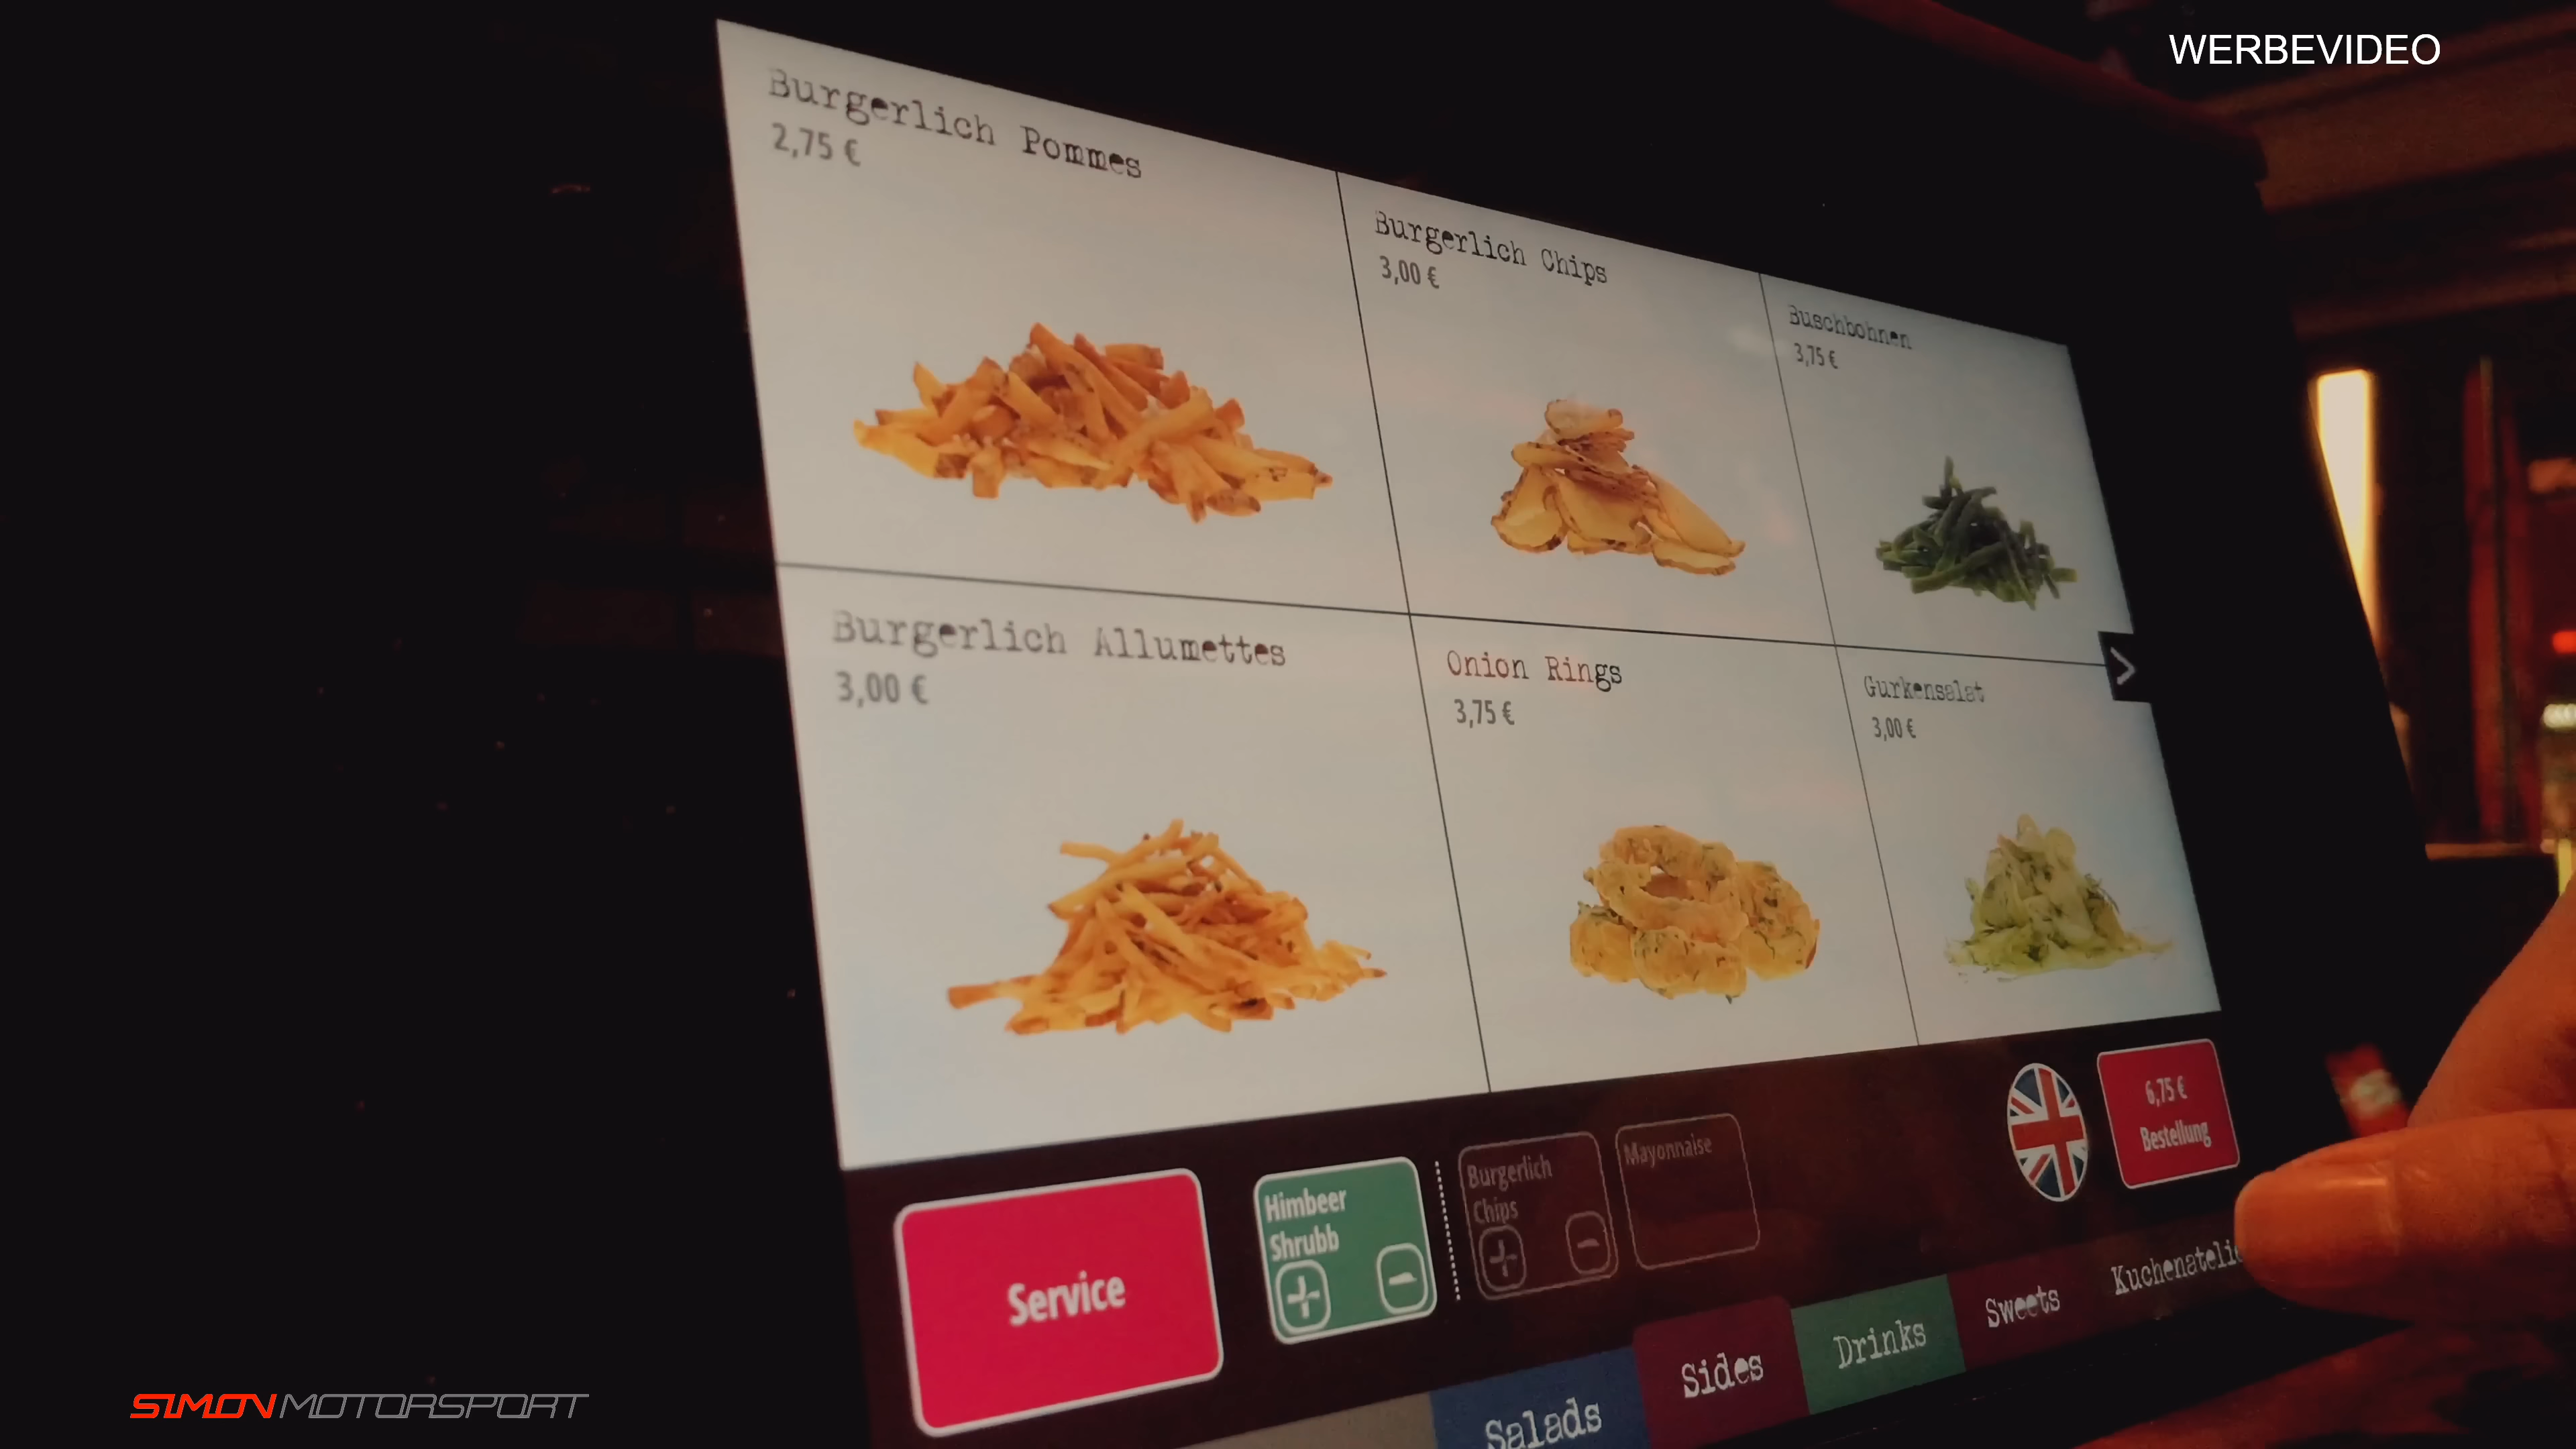 WERBEVIDEO
Burgerlich Pommes
2,75 €
Burgerlich Chips
3,00 €
Buschbohnen
3,75 €
Burgerlich Allumettes
3,00 €
Onion Rings
3,75 €
Gurkensalat
3,00 €
>
6,75 €
Bestellung
Service
Himbeer
Shrubb
+ -
Burgerlich
Chips
+ -
Mayonnaise
Salads
Sides
Drinks
Sweets
SIMON MOTORSPORT